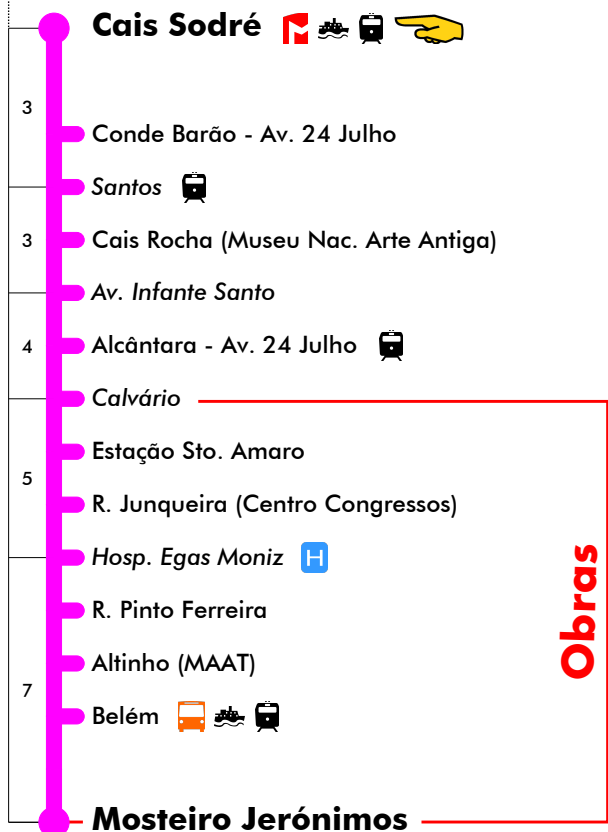 Cais Sodré
3
Conde Barão - Av. 24 Julho
Santos
3
Cais Rocha (Museu Nac. Arte Antiga)
Av. Infante Santo
4
Alcântara - Av. 24 Julho
Calvário
Estação Sto. Amaro
5
R. Junqueira (Centro Congressos)
Hosp. Egas Moniz H
R. Pinto Ferreira
Obras
Altinho (MAAT)
7
Belém
Mosteiro Jerónimos